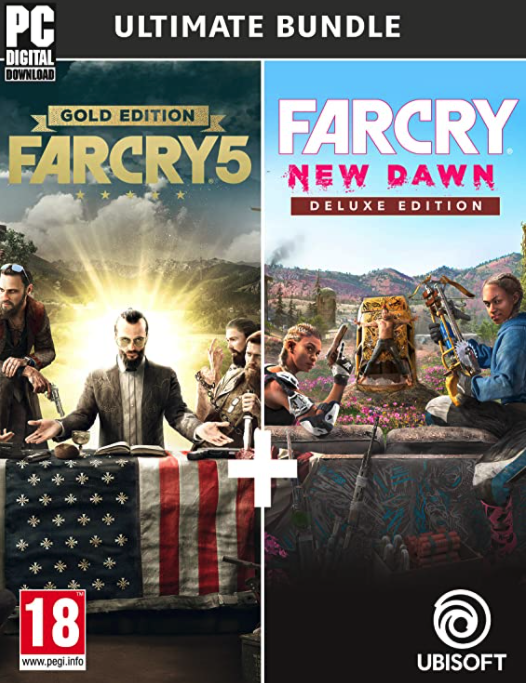 PC
DIGITAL
DOWNLOAD
ULTIMATE BUNDLE
GOLD EDITION
FARCRY5
FARCRY®
NEW DAWN
DELUXE EDITION
+
18
www.pegi.info
UBISOFT